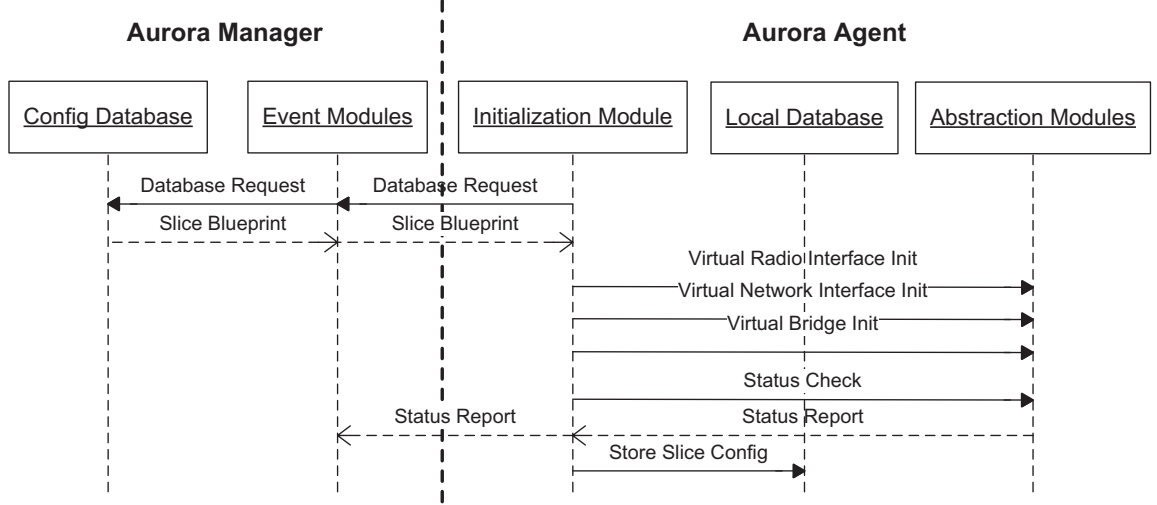 Aurora Manager
Aurora Agent
Config Database
Event Modules
Initialization Module
Local Database
Abstraction Modules
Database Request
Database Request
Slice Blueprint
Slice Blueprint
Virtual Radio Interface Init
Virtual Network Interface Init
Virtual Bridge Init
Status Check
Status Report
Status Report
Store Slice Config